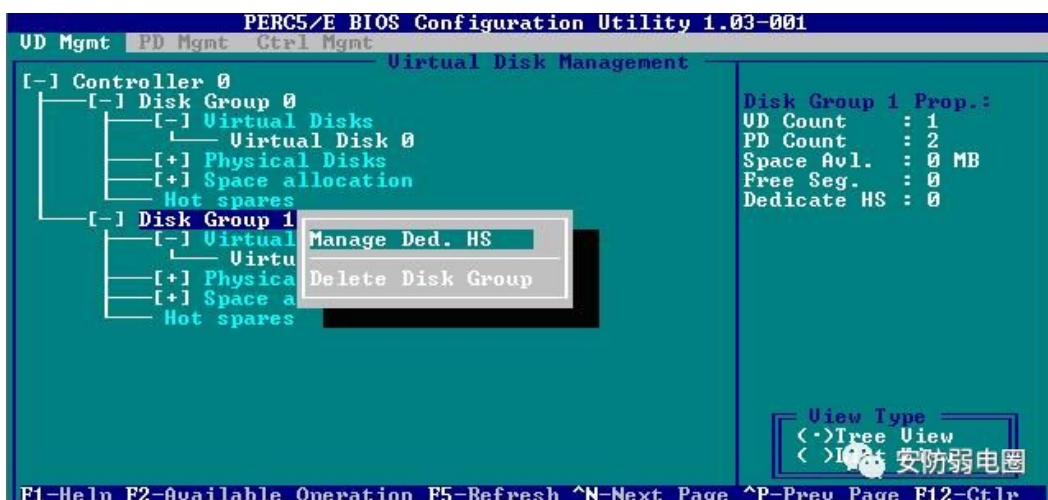 PERC5/E BIOS Configuration Utility 1.03-001
VD Mgmt PD Mgmt Ctrl Mgmt
Virtual Disk Management
[-] Controller 0
[-] Disk Group 0
[-] Virtual Disks
Virtual Disk 0
[+] Physical Disks
[+] Space allocation
Hot spares
[-] Disk Group 1
[-] Virtual
Virtu
[+] Physica
[+] Space a
Hot spares
Manage Ded. HS
Delete Disk Group
Disk Group 1 Prop.:
VD Count : 1
PD Count : 2
Space Avl. : 0 MB
Free Seg. : 0
Dedicate HS : 0
View Type
(·)Tree View
( )
安防弱电圈
F1-Help F2-Available Operation F5-Refresh ^N-Next Page ^P-Prev Page F12-Ctlr